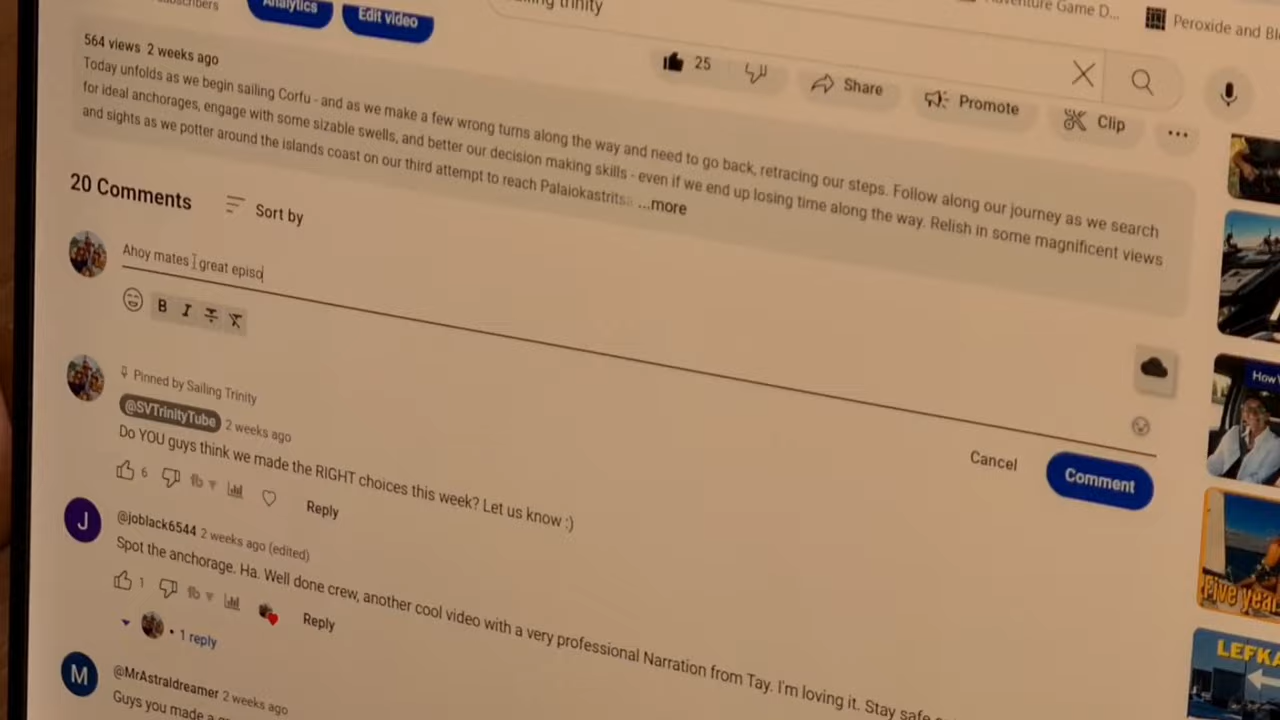 Analytics
Edit video
trinity
Peroxide and
564 views 2 weeks ago
25
Share
Promote
Clip
Today unfolds as we begin sailing Corfu - and as we make a few wrong turns along the way and need to go back, retracing our steps. Follow along our journey as we search
for ideal anchorages, engage with some sizable swells, and better our decision making skills - even if we end up losing time along the way. Relish in some magnificent views
and sights as we potter around the islands coast on our third attempt to reach Palaiokastritsa ...more
20 Comments
Sort by
Ahoy mates great episo
B I
Cancel
Comment
Pinned by Sailing Trinity
@SVTrinityTube 2 weeks ago
Do YOU guys think we made the RIGHT choices this week? Let us know :)
6
Reply
J
@joblack6544 2 weeks ago (edited)
Spot the anchorage. Ha. Well done crew, another cool video with a very professional Narration from Tay. I'm loving it. Stay safe
1
Reply
1 reply
M
@MrAstraldreamer 2 weeks ago
Guys you made a
How
Five year
LEFKA